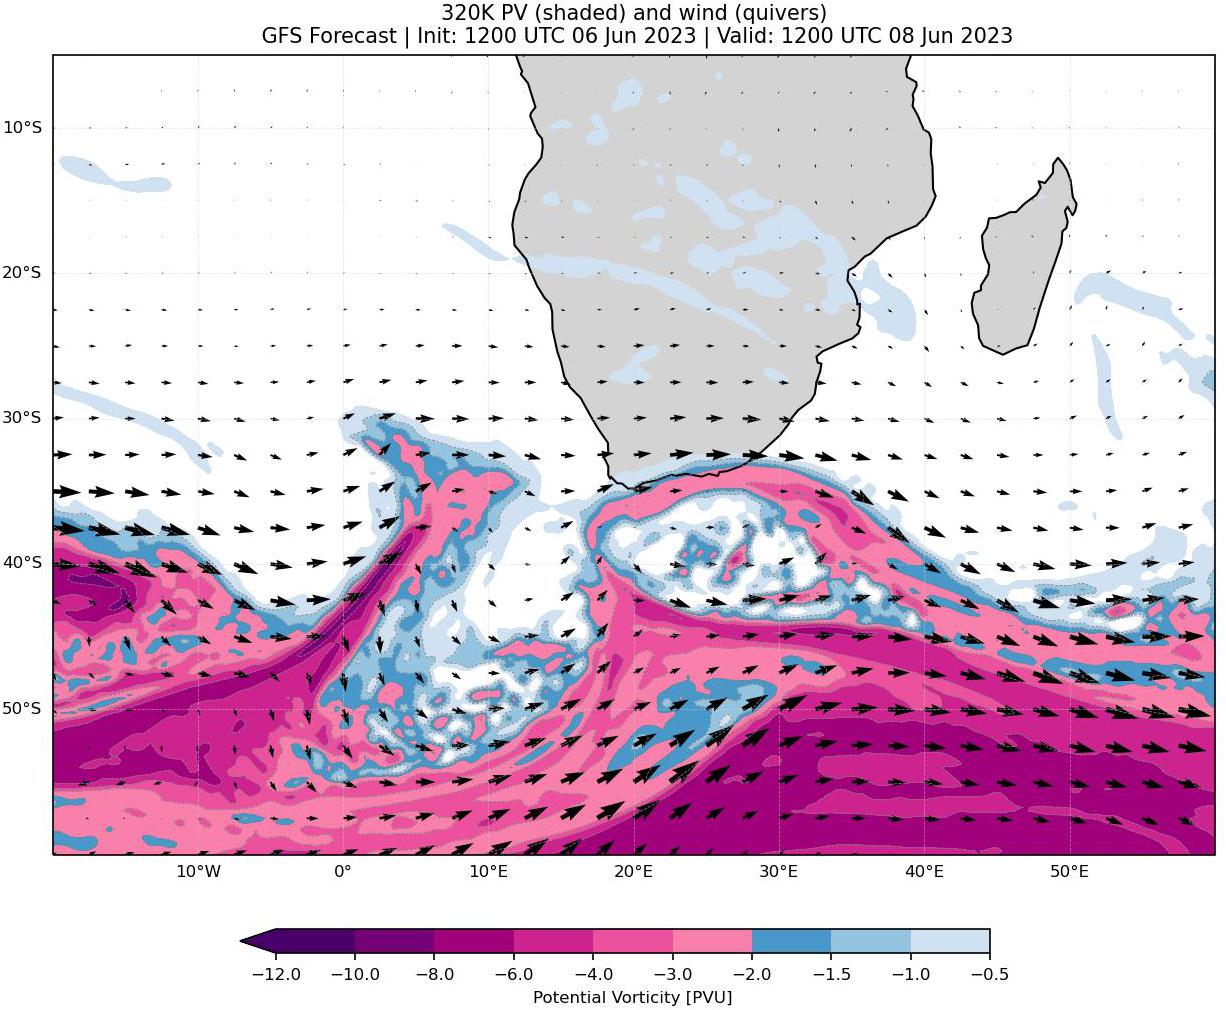 320K PV (shaded) and wind (quivers)
GFS Forecast | Init: 1200 UTC 06 Jun 2023 | Valid: 1200 UTC 08 Jun 2023
10°S
20°S
30°S
40°S
50°S
10°W 0° 10°E 20°E 30°E 40°E 50°E
−12.0 −10.0 −8.0 −6.0 −4.0 −3.0 −2.0 −1.5 −1.0 −0.5
Potential Vorticity [PVU]